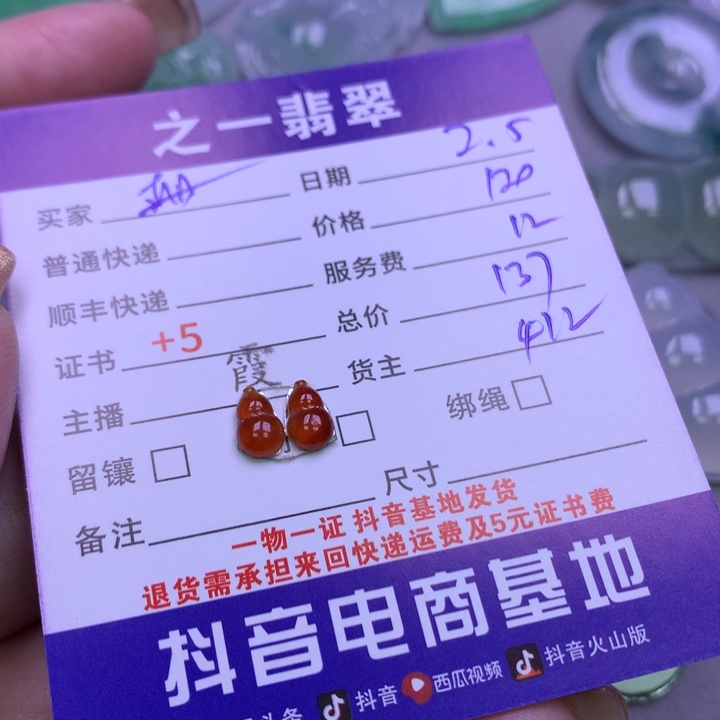 之一翡翠
买家 日期 2.5
普通快递 价格 120
顺丰快递 服务费 12
证书 +5 总价 137
主播 霞 货主 412
留镶 绑绳
备注 尺寸
一物一证 抖音基地发货
退货需承担来回快递运费及5元证书费
抖音电商基地
头条 抖音 西瓜视频 抖音火山版